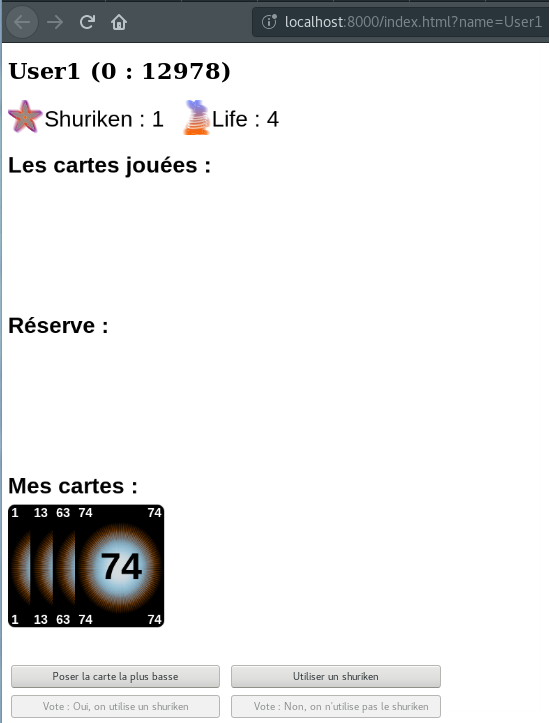 localhost:8000/index.html?name=User1
User1 (0 : 12978)
Shuriken : 1 Life : 4
Les cartes jouées :
Réserve :
Mes cartes :
1 13 63 74 74
74
1 13 63 74 74
Poser la carte la plus basse Utiliser un shuriken
Vote : Oui, on utilise un shuriken Vote : Non, on n'utilise pas le shuriken